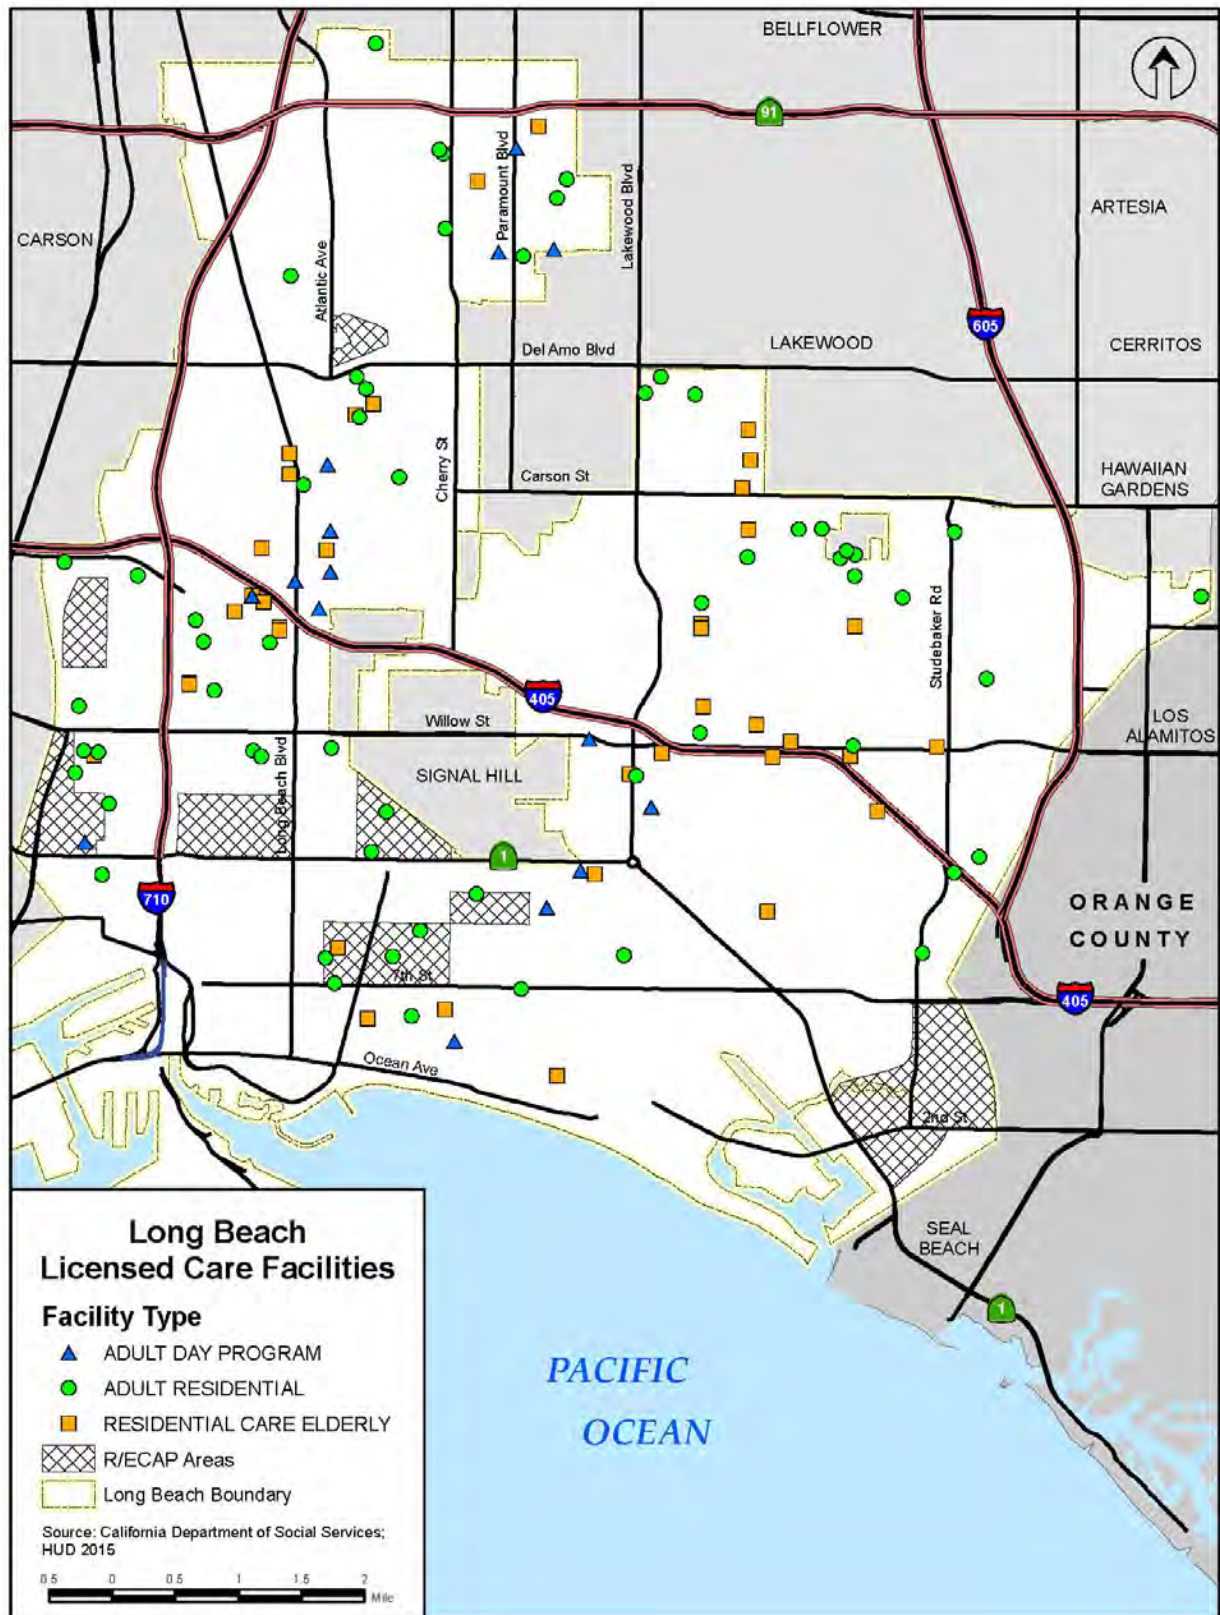 BELLFLOWER
91
Paramount Blvd
Lakewood Blvd
ARTESIA
CARSON
Atlantic Ave
605
Del Amo Blvd
LAKEWOOD
CERRITOS
Cherry St
Carson St
HAWAIIAN
GARDENS
Studebaker Rd
405
Willow St
LOS
ALAMITOS
Long Beach Blvd
SIGNAL HILL
1
710
ORANGE
COUNTY
7th St
405
Ocean Ave
2nd St
SEAL
BEACH
1
PACIFIC
OCEAN
Long Beach
Licensed Care Facilities
Facility Type
ADULT DAY PROGRAM
ADULT RESIDENTIAL
RESIDENTIAL CARE ELDERLY
R/ECAP Areas
Long Beach Boundary
Source: California Department of Social Services;
HUD 2015
0.5 0 0.5 1 1.5 2
Mile